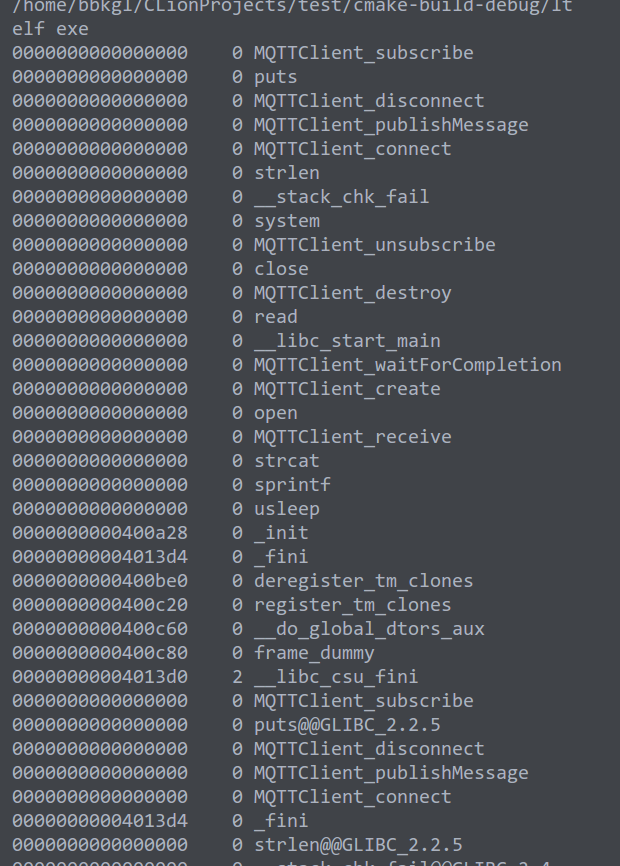 /home/bbkgl/CLionProjects/test/cmake-build-debug/lt
elf exe
0000000000000000    0 MQTTClient_subscribe
0000000000000000    0 puts
0000000000000000    0 MQTTClient_disconnect
0000000000000000    0 MQTTClient_publishMessage
0000000000000000    0 MQTTClient_connect
0000000000000000    0 strlen
0000000000000000    0 __stack_chk_fail
0000000000000000    0 system
0000000000000000    0 MQTTClient_unsubscribe
0000000000000000    0 close
0000000000000000    0 MQTTClient_destroy
0000000000000000    0 read
0000000000000000    0 __libc_start_main
0000000000000000    0 MQTTClient_waitForCompletion
0000000000000000    0 MQTTClient_create
0000000000000000    0 open
0000000000000000    0 MQTTClient_receive
0000000000000000    0 strcat
0000000000000000    0 sprintf
0000000000000000    0 usleep
0000000000400a28    0 _init
00000000004013d4    0 _fini
0000000000400be0    0 deregister_tm_clones
0000000000400c20    0 register_tm_clones
0000000000400c60    0 __do_global_dtors_aux
0000000000400c80    0 frame_dummy
00000000004013d0    2 __libc_csu_fini
0000000000000000    0 MQTTClient_subscribe
0000000000000000    0 puts@@GLIBC_2.2.5
0000000000000000    0 MQTTClient_disconnect
0000000000000000    0 MQTTClient_publishMessage
0000000000000000    0 MQTTClient_connect
00000000004013d4    0 _fini
0000000000000000    0 strlen@@GLIBC_2.2.5
0000000000000000    0 __stack_chk_fail@@GLIBC_2.4